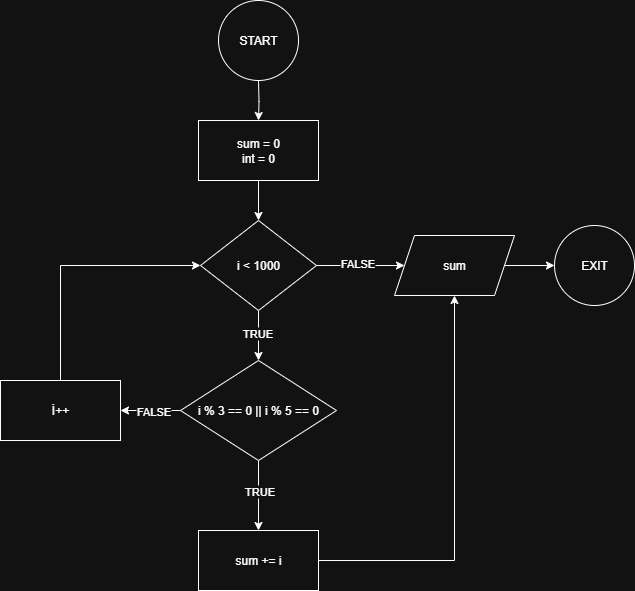 START
sum = 0
int = 0
i < 1000
FALSE
sum
EXIT
TRUE
i++
FALSE
i % 3 == 0 || i % 5 == 0
TRUE
sum += i